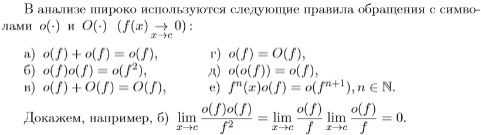 В анализе широко используются следующие правила обращения с симво-
лами o(·) и O(·) (f(x) →
x→c 0) :
а) o(f) + o(f) = o(f), г) o(f) = O(f),
б) o(f)o(f) = o(f²), д) o(o(f)) = o(f),
в) o(f) + O(f) = O(f), е) fⁿ(x)o(f) = o(fⁿ⁺¹), n ∈ ℕ.
Докажем, например, б) lim x→c o(f)o(f)/f² = lim x→c o(f)/f lim x→c o(f)/f = 0.